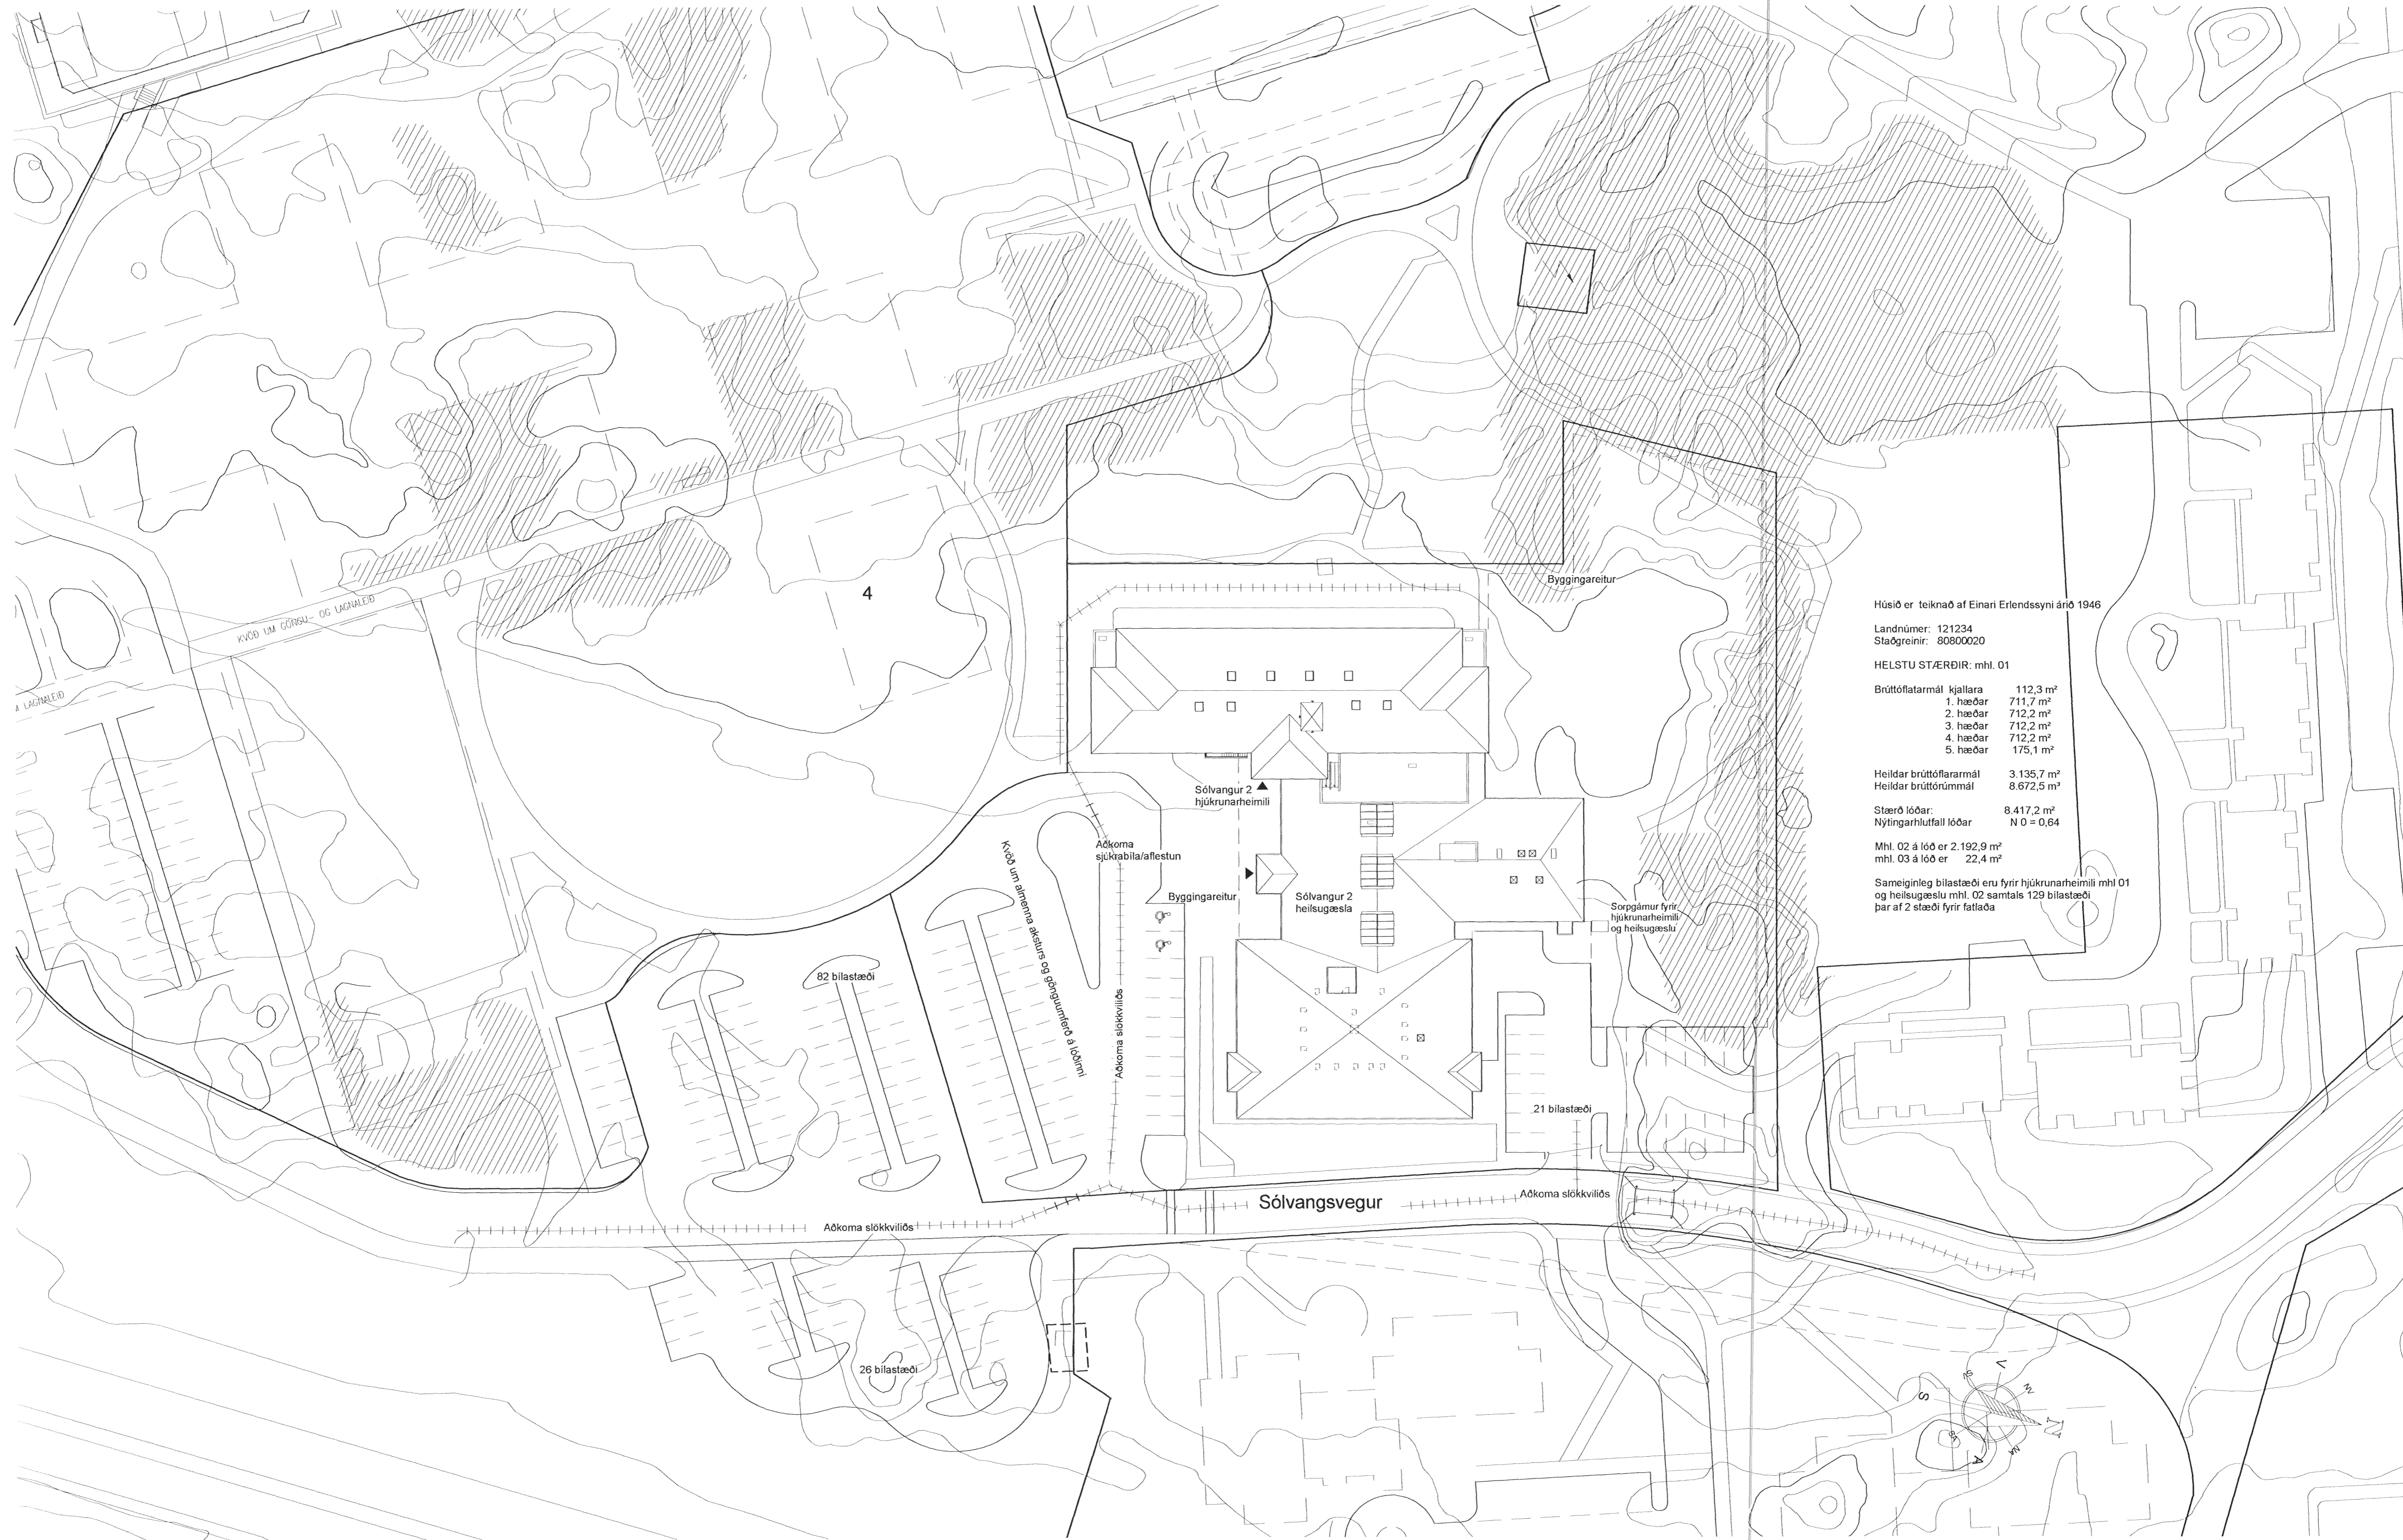 4
KVÖÐ UM GÖNGU- OG LAGNALEIÐ
LAGNALEIÐ
Byggingareitur
Húsið er teiknað af Einari Erlendssyni árið 1946
Landnúmer: 121234
Staðgreinir: 80800020
HELSTU STÆRÐIR: mhl. 01
Brúttóflatarmál kjallara 112,3 m²
1. hæðar 711,7 m²
2. hæðar 712,2 m²
3. hæðar 712,2 m²
4. hæðar 712,2 m²
5. hæðar 175,1 m²
Heildar brúttóflararmál 3.135,7 m²
Heildar brúttórúmmál 8.672,5 m³
Stærð lóðar: 8.417,2 m²
Nýtingarhlutfall lóðar N 0 = 0,64
Mhl. 02 á lóð er 2.192,9 m²
mhl. 03 á lóð er 22,4 m²
Sameiginleg bílastæði eru fyrir hjúkrunarheimili mhl 01
og heilsugæslu mhl. 02 samtals 129 bílastæði
þar af 2 stæði fyrir fatlaða
Sólvangur 2
hjúkrunarheimili
Aðkoma
sjúkrabíla/aflestun
Kvöð um almenna aksturs og gönguumferð á lóðinni
Byggingareitur
Sólvangur 2
heilsugæsla
Sorpgámur fyrir
hjúkrunarheimili
og heilsugæslu
82 bílastæði
Aðkoma slökkviliðs
21 bílastæði
Sólvangsvegur
Aðkoma slökkviliðs
Aðkoma slökkviliðs
26 bílastæði
V
S
SV
NV
N
SA
NA
A